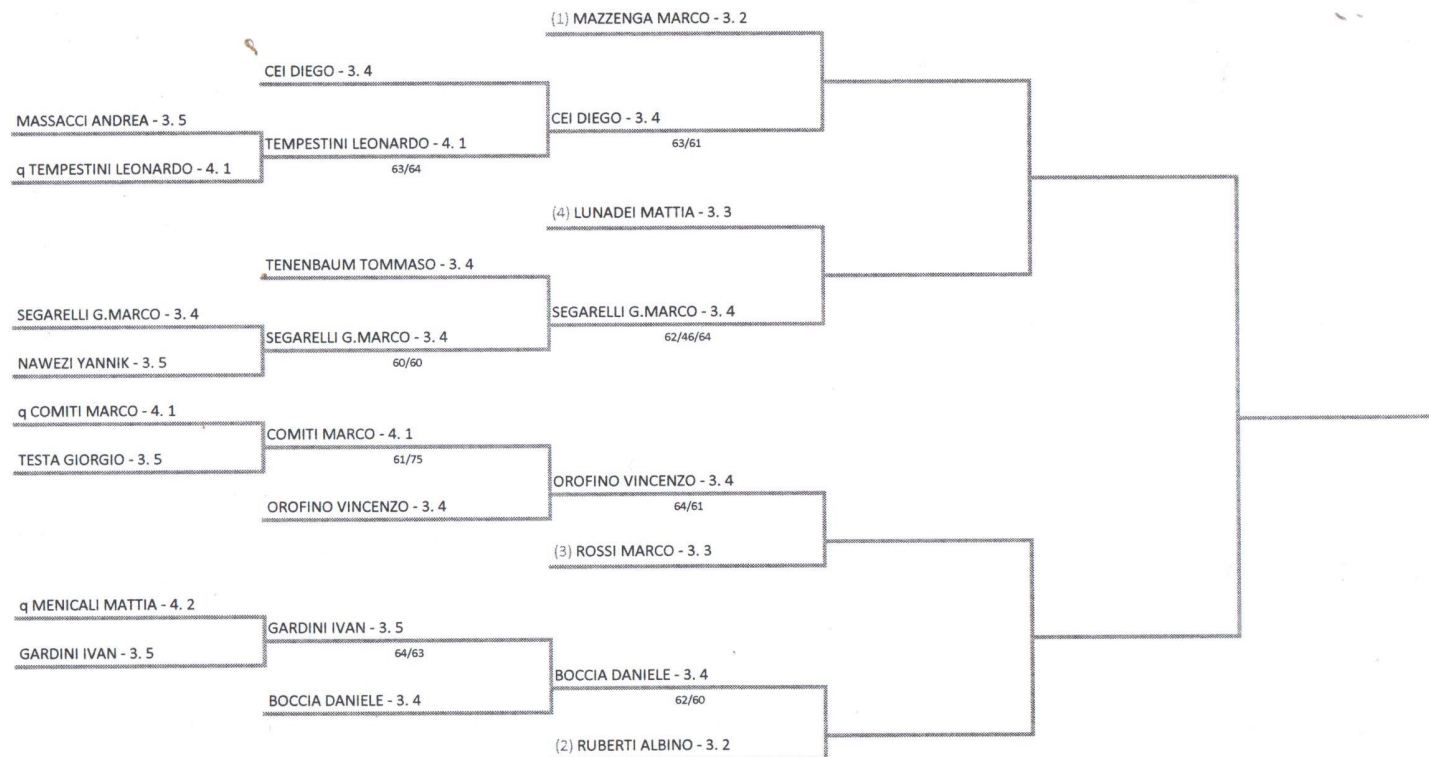 (1) MAZZENGA MARCO - 3. 2
CEI DIEGO - 3. 4
MASSACCI ANDREA - 3. 5
CEI DIEGO - 3. 4
63/61
TEMPESTINI LEONARDO - 4. 1
63/64
q TEMPESTINI LEONARDO - 4. 1
(4) LUNADEI MATTIA - 3. 3
TENENBAUM TOMMASO - 3. 4
SEGARELLI G.MARCO - 3. 4
SEGARELLI G.MARCO - 3. 4
62/46/64
SEGARELLI G.MARCO - 3. 4
60/60
NAWEZI YANNIK - 3. 5
q COMITI MARCO - 4. 1
COMITI MARCO - 4. 1
61/75
TESTA GIORGIO - 3. 5
OROFINO VINCENZO - 3. 4
64/61
OROFINO VINCENZO - 3. 4
(3) ROSSI MARCO - 3. 3
q MENICALI MATTIA - 4. 2
GARDINI IVAN - 3. 5
64/63
GARDINI IVAN - 3. 5
BOCCIA DANIELE - 3. 4
62/60
BOCCIA DANIELE - 3. 4
(2) RUBERTI ALBINO - 3. 2